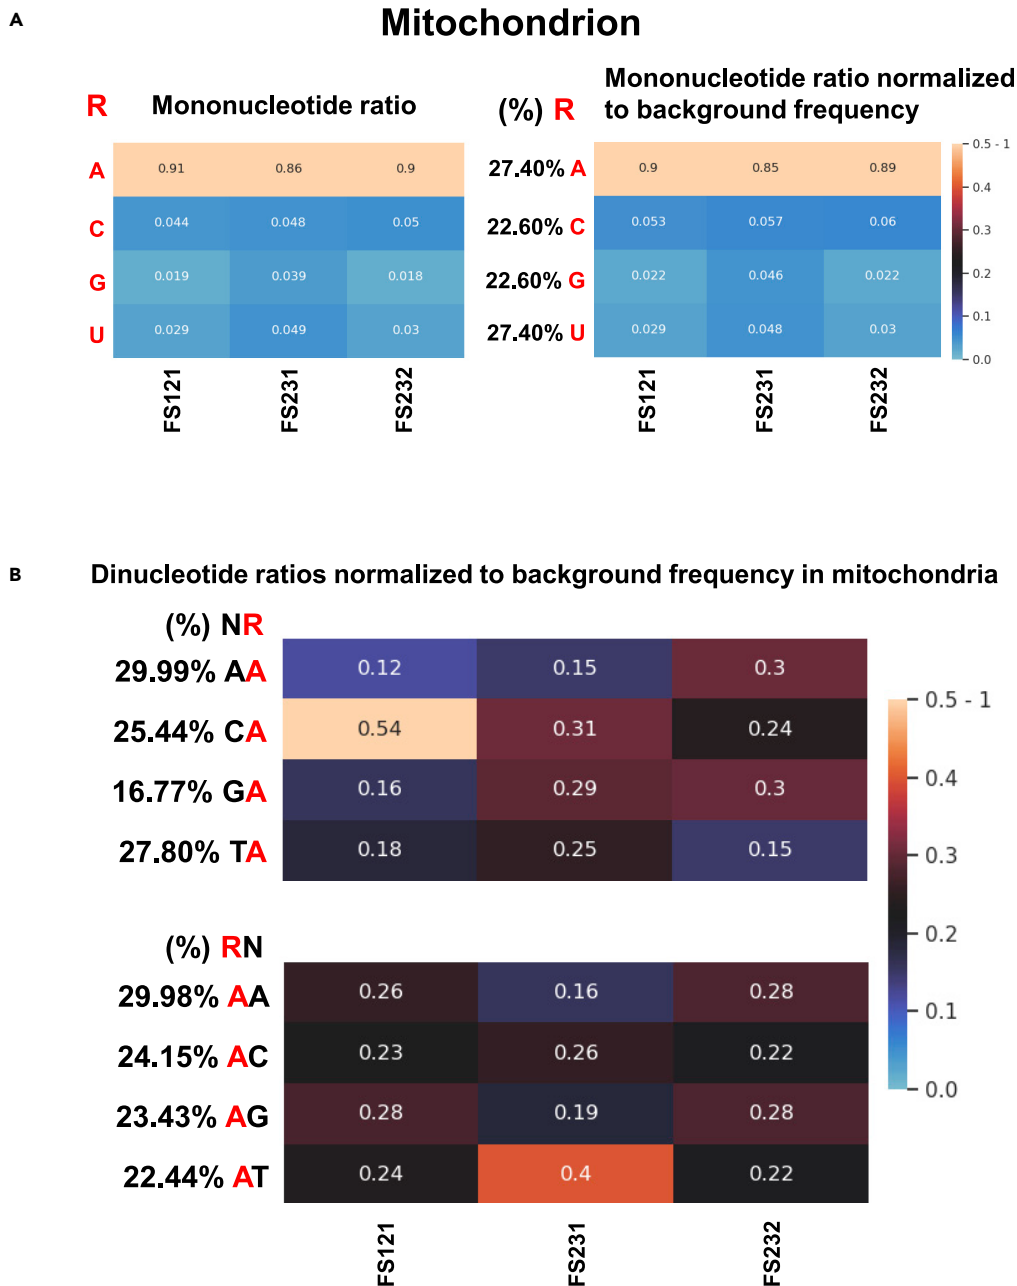 A
Mitochondrion
R Mononucleotide ratio
A 0.91 0.86 0.9
C 0.044 0.048 0.05
G 0.019 0.039 0.018
U 0.029 0.049 0.03
FS121 FS231 FS232
(%) R Mononucleotide ratio normalized
to background frequency
27.40% A 0.9 0.85 0.89
22.60% C 0.053 0.057 0.06
22.60% G 0.022 0.046 0.022
27.40% U 0.029 0.048 0.03
FS121 FS231 FS232
0.5 - 1
0.4
0.3
0.2
0.1
0.0
B
Dinucleotide ratios normalized to background frequency in mitochondria
(%) NR
29.99% AA 0.12 0.15 0.3
25.44% CA 0.54 0.31 0.24
16.77% GA 0.16 0.29 0.3
27.80% TA 0.18 0.25 0.15
(%) RN
29.98% AA 0.26 0.16 0.28
24.15% AC 0.23 0.26 0.22
23.43% AG 0.28 0.19 0.28
22.44% AT 0.24 0.4 0.22
FS121 FS231 FS232
0.5 - 1
0.4
0.3
0.2
0.1
0.0